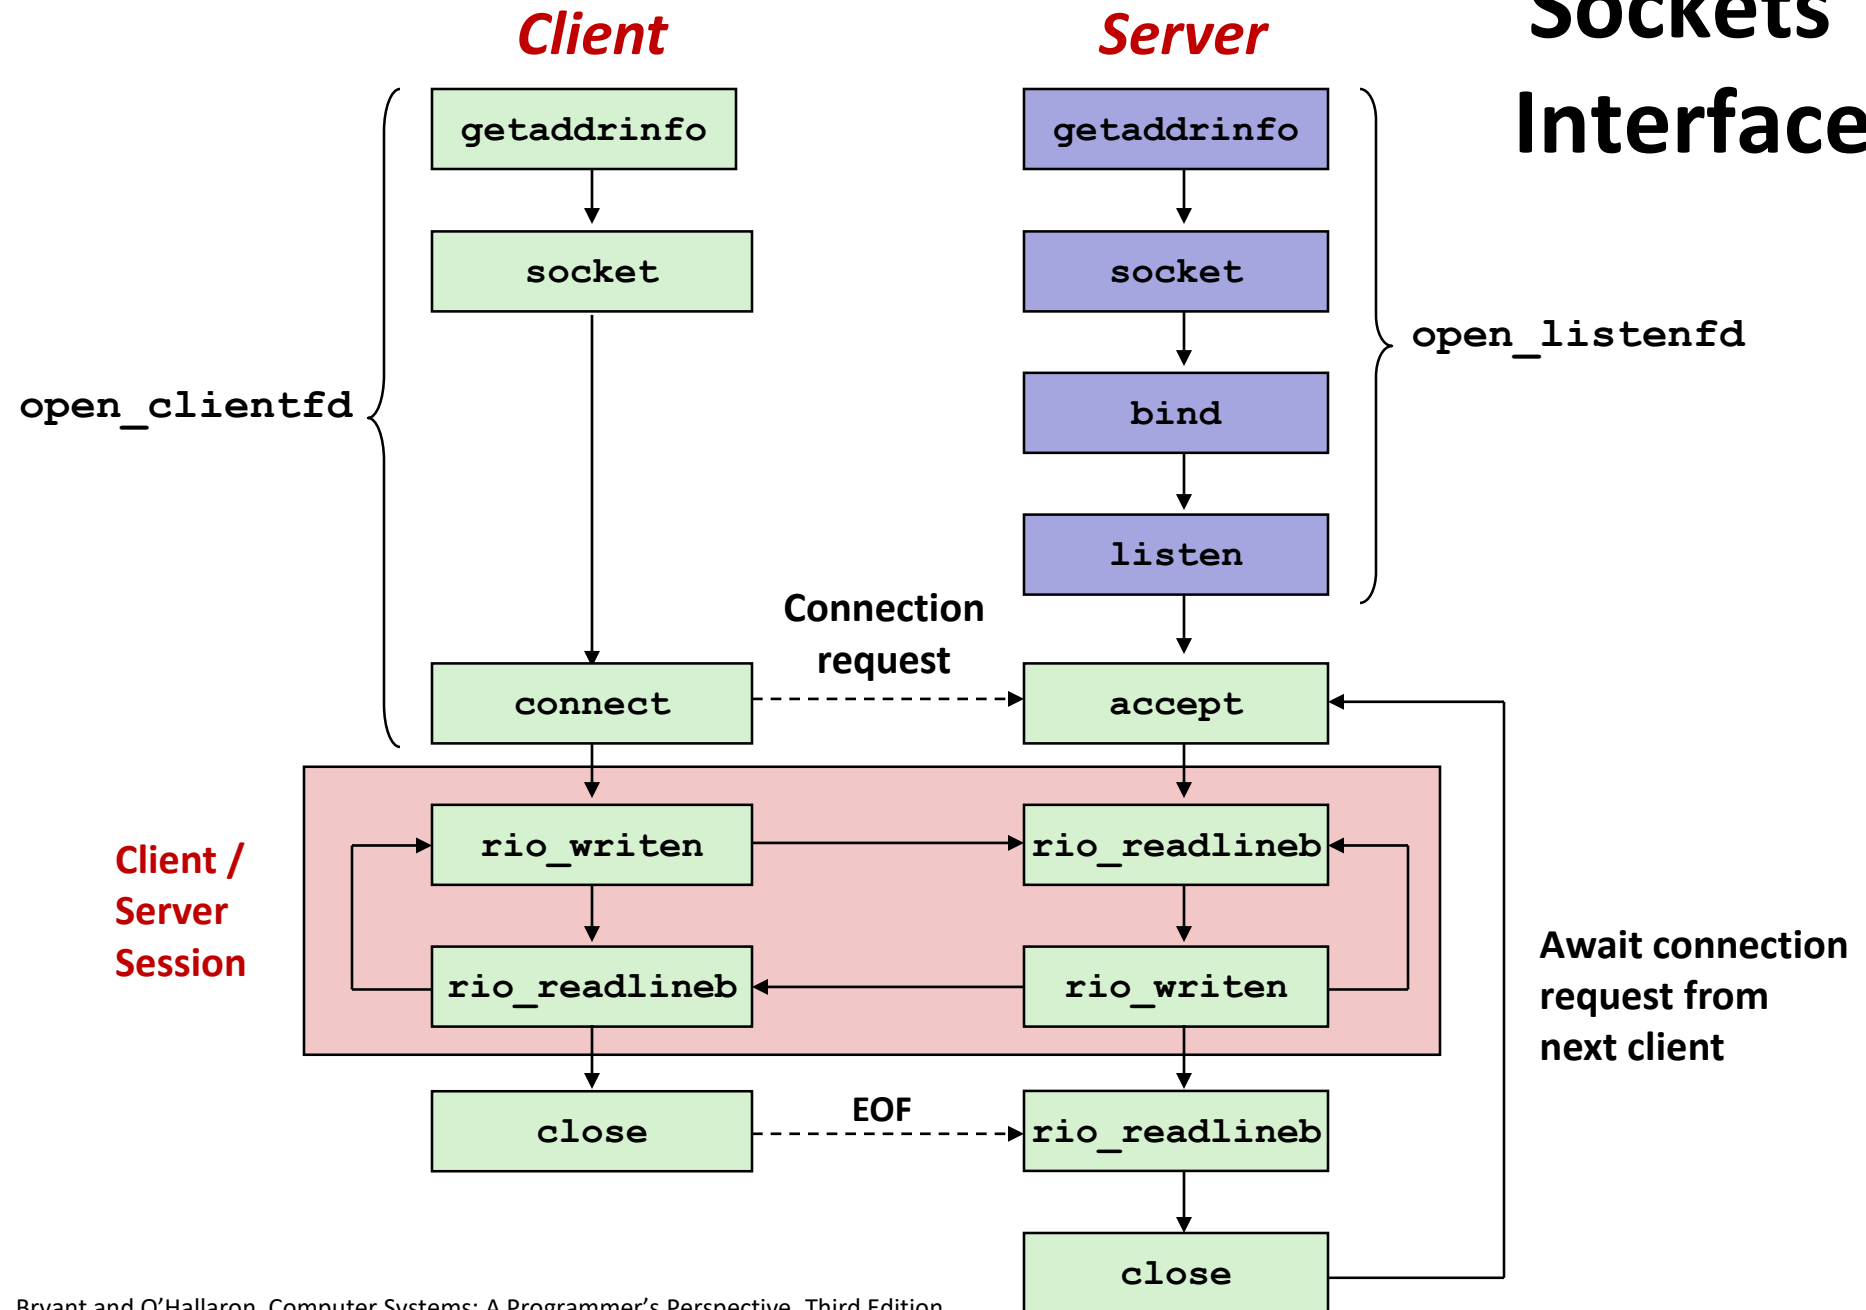 Sockets
Interface
Client
Server
getaddrinfo
getaddrinfo
socket
socket
open_listenfd
open_clientfd
bind
listen
Connection
request
connect
accept
Client /
Server
Session
rio_writen
rio_readlineb
rio_readlineb
rio_writen
Await connection
request from
next client
close
EOF
rio_readlineb
close
Bryant and O'Hallaron, Computer Systems: A Programmer's Perspective, Third Edition